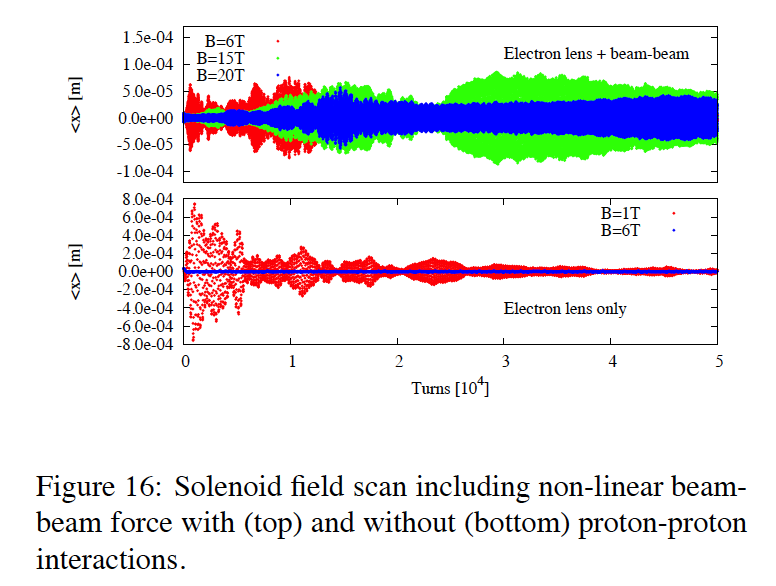 1.5e-04
1.0e-04
5.0e-05
0.0e+00
-5.0e-05
-1.0e-04
<x> [m]
B=6T
B=15T
B=20T
Electron lens + beam-beam
8.0e-04
6.0e-04
4.0e-04
2.0e-04
0.0e+00
-2.0e-04
-4.0e-04
-6.0e-04
-8.0e-04
<x> [m]
B=1T
B=6T
Electron lens only
0 1 2 3 4 5
Turns [10⁴]
Figure 16: Solenoid field scan including non-linear beam-
beam force with (top) and without (bottom) proton-proton
interactions.